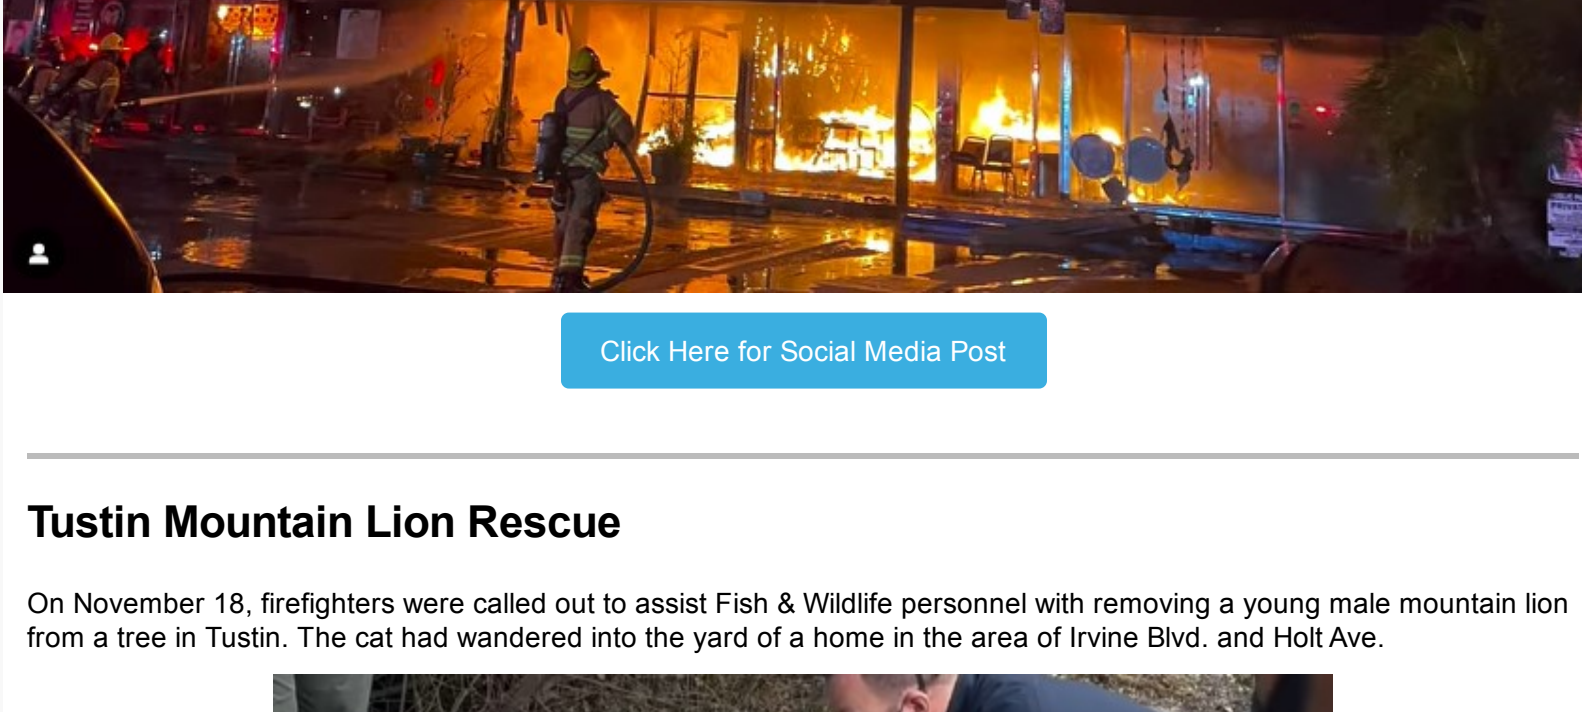 PRIVATE
Click Here for Social Media Post
Tustin Mountain Lion Rescue
On November 18, firefighters were called out to assist Fish & Wildlife personnel with removing a young male mountain lion
from a tree in Tustin. The cat had wandered into the yard of a home in the area of Irvine Blvd. and Holt Ave.